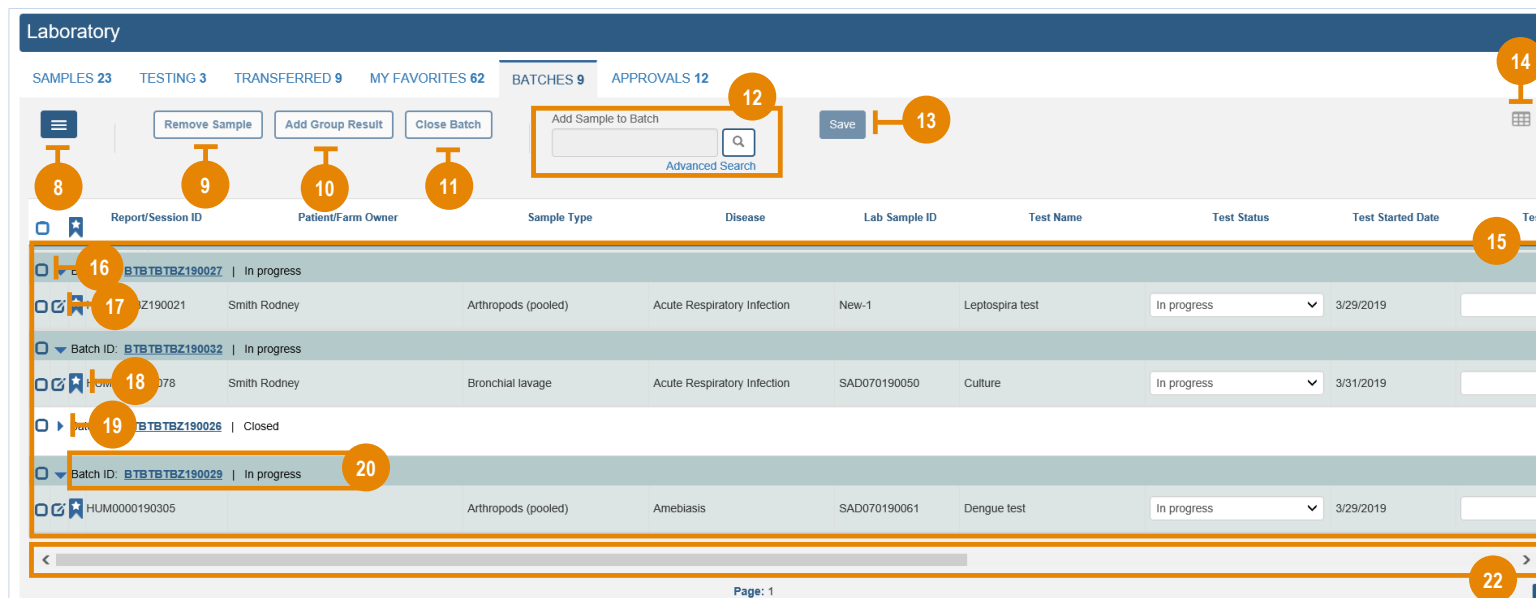 Laboratory
SAMPLES 23 TESTING 3 TRANSFERRED 9 MY FAVORITES 62 BATCHES 9 APPROVALS 12
14
12
Remove Sample Add Group Result Close Batch Add Sample to Batch Save 13
Advanced Search
8 9 10 11
Report/Session ID Patient/Farm Owner Sample Type Disease Lab Sample ID Test Name Test Status Test Started Date
15
16 BTBTBTBZ190027 | In progress
17 Z190021 Smith Rodney Arthropods (pooled) Acute Respiratory Infection New-1 Leptospira test In progress 3/29/2019
Batch ID: BTBTBTBZ190032 | In progress
18 078 Smith Rodney Bronchial lavage Acute Respiratory Infection SAD070190050 Culture In progress 3/31/2019
19 BTBTBZ190026 | Closed
Batch ID: BTBTBTBZ190029 | In progress 20
HUM0000190305 Arthropods (pooled) Amebiasis SAD070190061 Dengue test In progress 3/29/2019
22
Page: 1